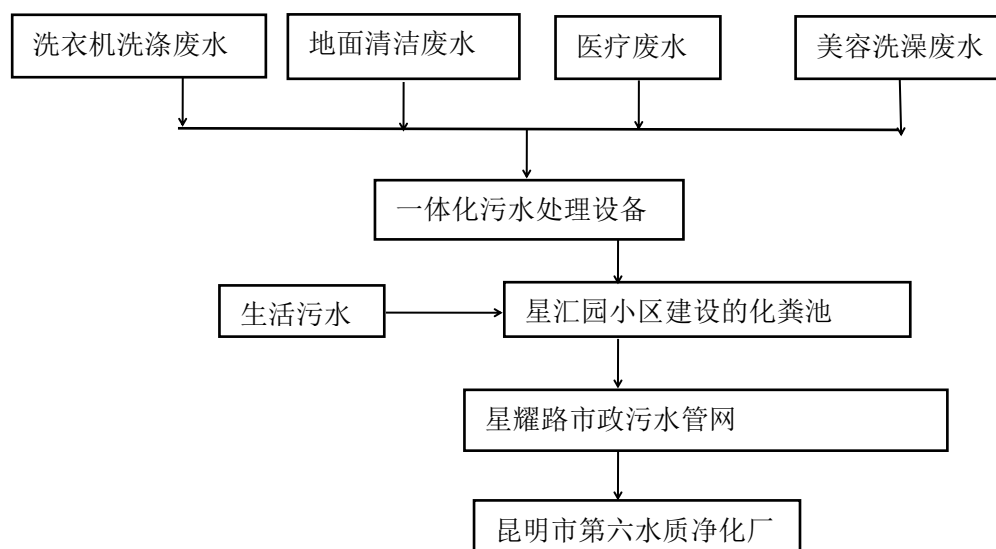 洗衣机洗涤废水
地面清洁废水
医疗废水
美容洗澡废水
一体化污水处理设备
生活污水
星汇园小区建设的化粪池
星耀路市政污水管网
昆明市第六水质净化厂